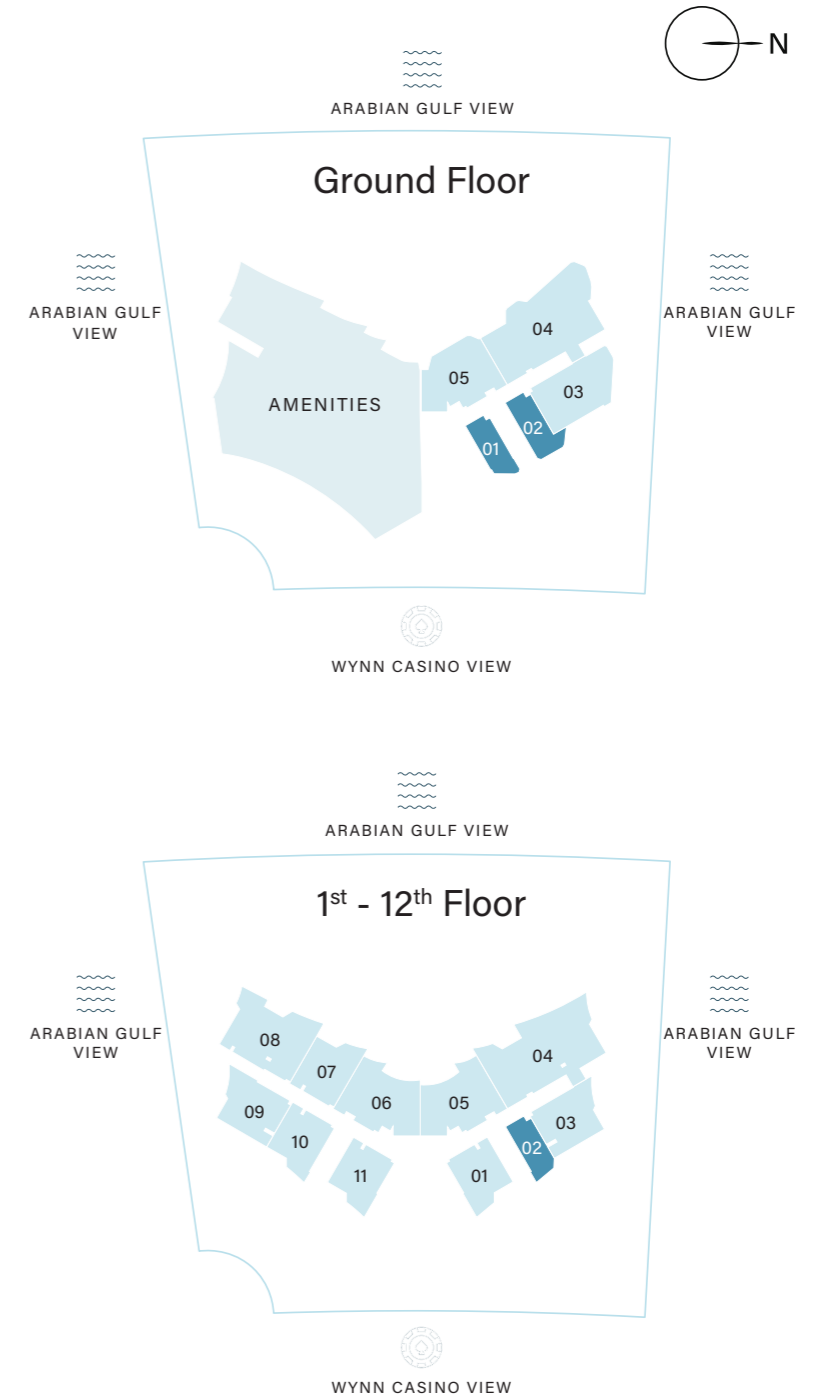 N
ARABIAN GULF VIEW
Ground Floor
ARABIAN GULF
VIEW
ARABIAN GULF
VIEW
04
05
03
AMENITIES
02
01
WYNN CASINO VIEW
ARABIAN GULF VIEW
1st - 12th Floor
ARABIAN GULF
VIEW
ARABIAN GULF
VIEW
08
04
07
06
05
09
03
10
02
11
01
WYNN CASINO VIEW